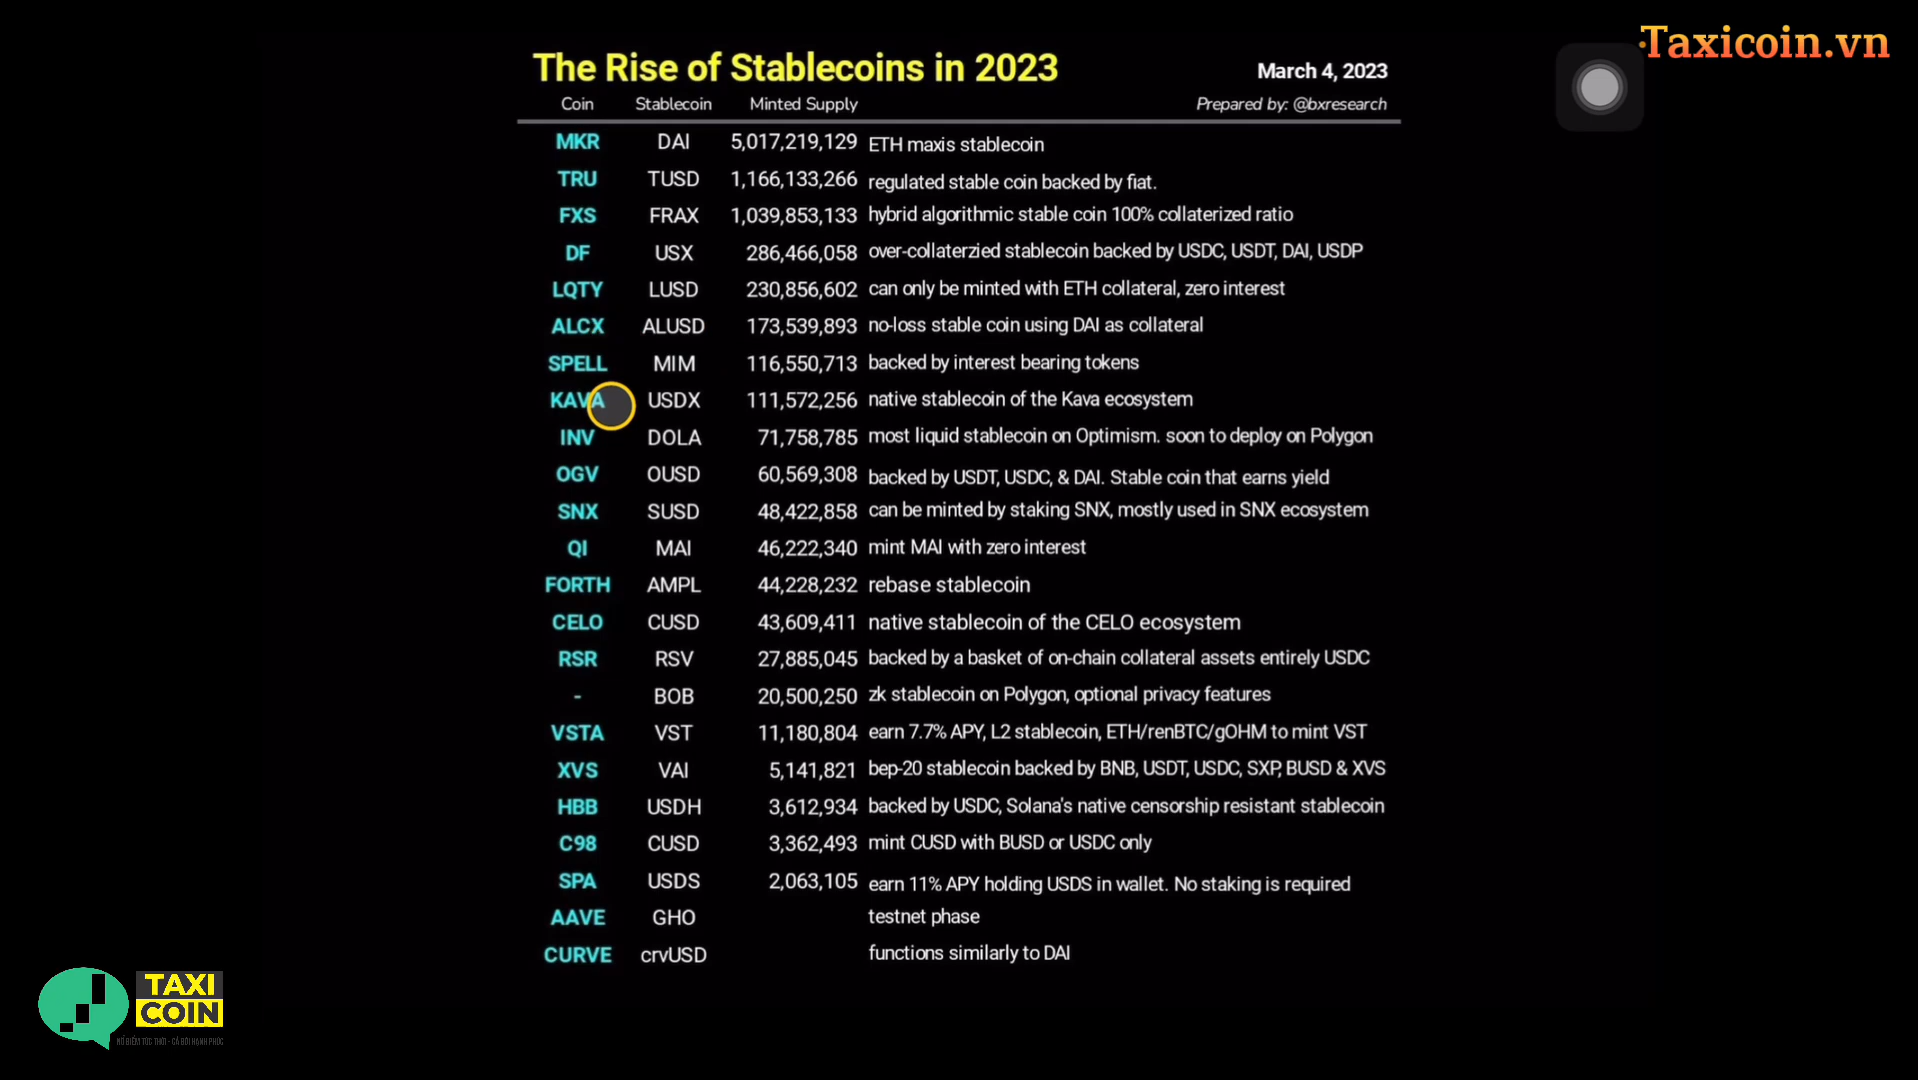 Taxicoin.vn
The Rise of Stablecoins in 2023 March 4, 2023
Coin Stablecoin Minted Supply Prepared by: @bxresearch
MKR DAI 5,017,219,129 ETH maxis stablecoin
TRU TUSD 1,166,133,266 regulated stable coin backed by fiat.
FXS FRAX 1,039,853,133 hybrid algorithmic stable coin 100% collaterized ratio
DF USX 286,466,058 over-collaterzied stablecoin backed by USDC, USDT, DAI, USDP
LQTY LUSD 230,856,602 can only be minted with ETH collateral, zero interest
ALCX ALUSD 173,539,893 no-loss stable coin using DAI as collateral
SPELL MIM 116,550,713 backed by interest bearing tokens
KAVA USDX 111,572,256 native stablecoin of the Kava ecosystem
INV DOLA 71,758,785 most liquid stablecoin on Optimism. soon to deploy on Polygon
OGV OUSD 60,569,308 backed by USDT, USDC, & DAI. Stable coin that earns yield
SNX SUSD 48,422,858 can be minted by staking SNX, mostly used in SNX ecosystem
QI MAI 46,222,340 mint MAI with zero interest
FORTH AMPL 44,228,232 rebase stablecoin
CELO CUSD 43,609,411 native stablecoin of the CELO ecosystem
RSR RSV 27,885,045 backed by a basket of on-chain collateral assets entirely USDC
- BOB 20,500,250 zk stablecoin on Polygon, optional privacy features
VSTA VST 11,180,804 earn 7.7% APY, L2 stablecoin, ETH/renBTC/gOHM to mint VST
XVS VAI 5,141,821 bep-20 stablecoin backed by BNB, USDT, USDC, SXP, BUSD & XVS
HBB USDH 3,612,934 backed by USDC, Solana's native censorship resistant stablecoin
C98 CUSD 3,362,493 mint CUSD with BUSD or USDC only
SPA USDS 2,063,105 earn 11% APY holding USDS in wallet. No staking is required
AAVE GHO testnet phase
CURVE crvUSD functions similarly to DAI
TAXI
COIN